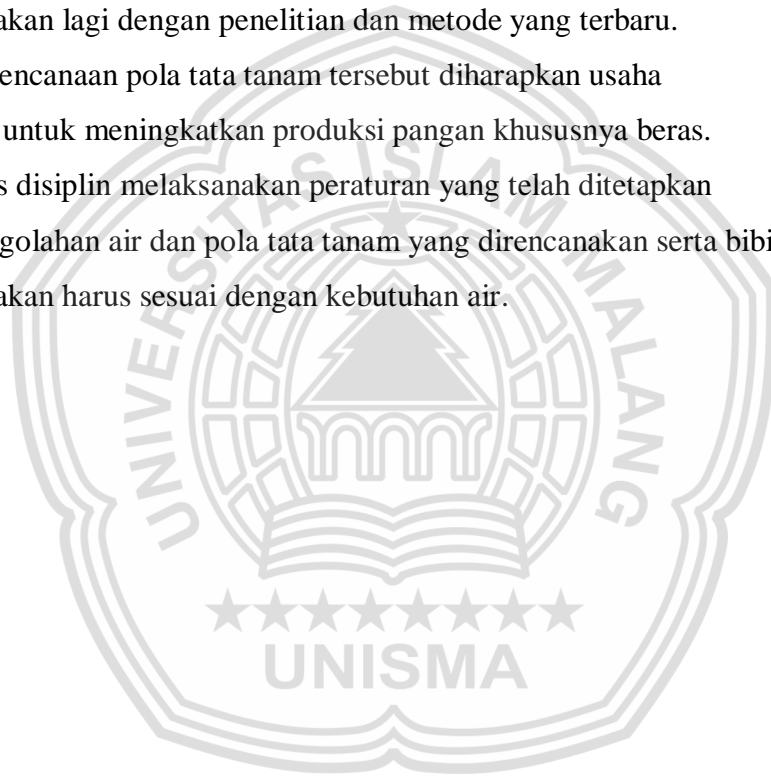 akan lagi dengan penelitian dan metode yang terbaru.
encanaan pola tata tanam tersebut diharapkan usaha
untuk meningkatkan produksi pangan khususnya beras.
s disiplin melaksanakan peraturan yang telah ditetapkan
golahan air dan pola tata tanam yang direncanakan serta bibi
akan harus sesuai dengan kebutuhan air.
UNIVERSITAS ISLAM MALANG
UNISMA